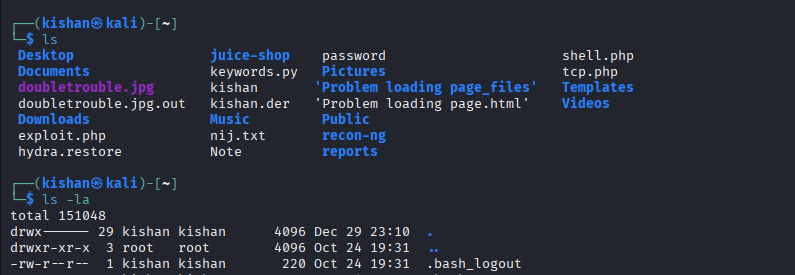 ┌──(kishan㉿kali)-[~]
└─$ ls
Desktop juice-shop password shell.php
Documents keywords.py Pictures tcp.php
doubletrouble.jpg kishan 'Problem loading page_files' Templates
doubletrouble.jpg.out kishan.der 'Problem loading page.html' Videos
Downloads Music Public
exploit.php nij.txt recon-ng
hydra.restore Note reports
┌──(kishan㉿kali)-[~]
└─$ ls -la
total 151048
drwx------ 29 kishan kishan 4096 Dec 29 23:10 .
drwxr-xr-x 3 root root 4096 Oct 24 19:31 ..
-rw-r--r-- 1 kishan kishan 220 Oct 24 19:31 .bash_logout